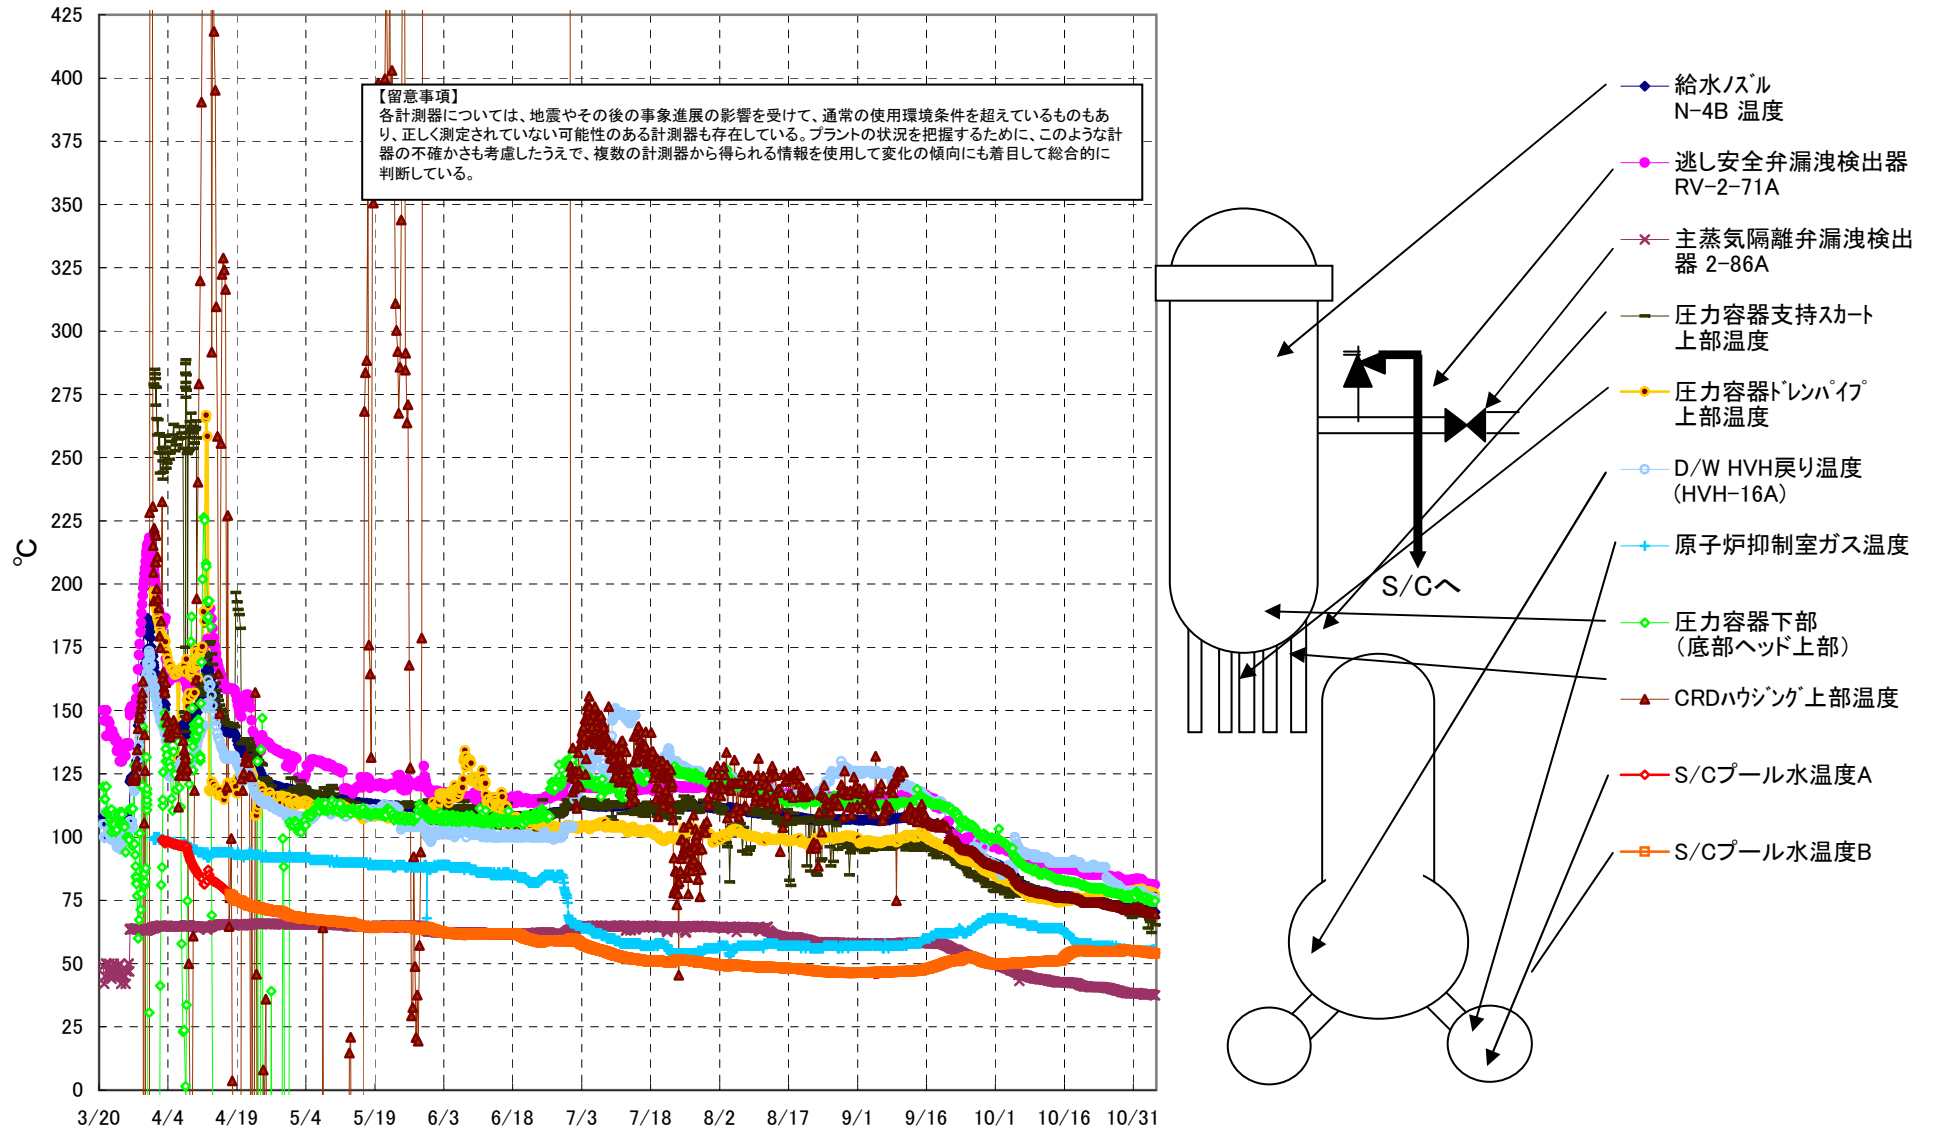 425
400
375
350
325
300
275
250
225
200
175
150
125
100
75
50
25
0
℃
3/20 4/4 4/19 5/4 5/19 6/3 6/18 7/3 7/18 8/2 8/17 9/1 9/16 10/1 10/16 10/31
【留意事項】
各計測器については、地震やその後の事象進展の影響を受けて、通常の使用環境条件を超えているものもあ
り、正しく測定されていない可能性のある計測器も存在している。プラントの状況を把握するために、このような計
器の不確かさも考慮したうえで、複数の計測器から得られる情報を使用して変化の傾向にも着目して総合的に
判断している。
S/Cへ
給水ﾉｽﾞﾙ
N-4B 温度
逃し安全弁漏洩検出器
RV-2-71A
主蒸気隔離弁漏洩検出
器 2-86A
圧力容器支持ｽｶｰﾄ
上部温度
圧力容器ﾄﾞﾚﾝﾊﾟｲﾌﾟ
上部温度
D/W HVH戻り温度
(HVH-16A)
原子炉抑制室ガス温度
圧力容器下部
（底部ヘッド上部）
CRDﾊｳｼﾞﾝｸﾞ上部温度
S/Cプール水温度A
S/Cプール水温度B